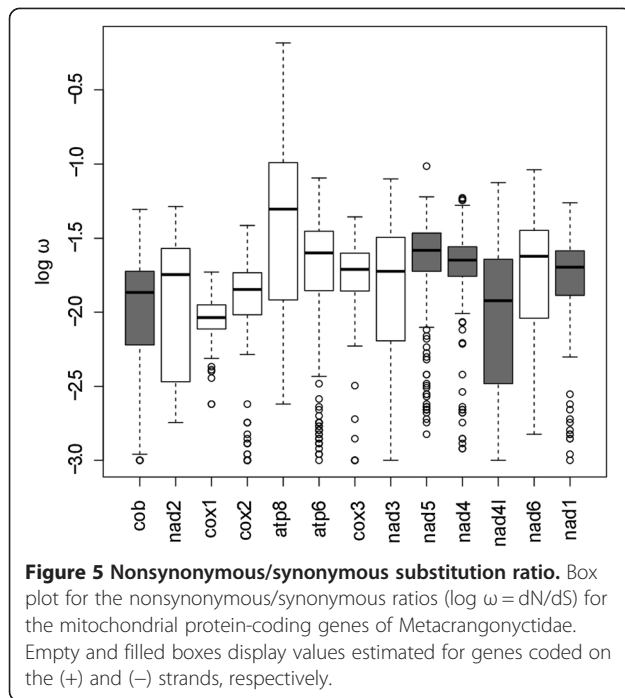 -0.5
-1.0
-1.5
-2.0
-2.5
-3.0
log ω
cob
nad2
cox1
cox2
atp8
atp6
cox3
nad3
nad5
nad4
nad4l
nad6
nad1
Figure 5 Nonsynonymous/synonymous substitution ratio. Box
plot for the nonsynonymous/synonymous ratios (log ω = dN/dS) for
the mitochondrial protein-coding genes of Metacrangonyctidae.
Empty and filled boxes display values estimated for genes coded on
the (+) and (−) strands, respectively.